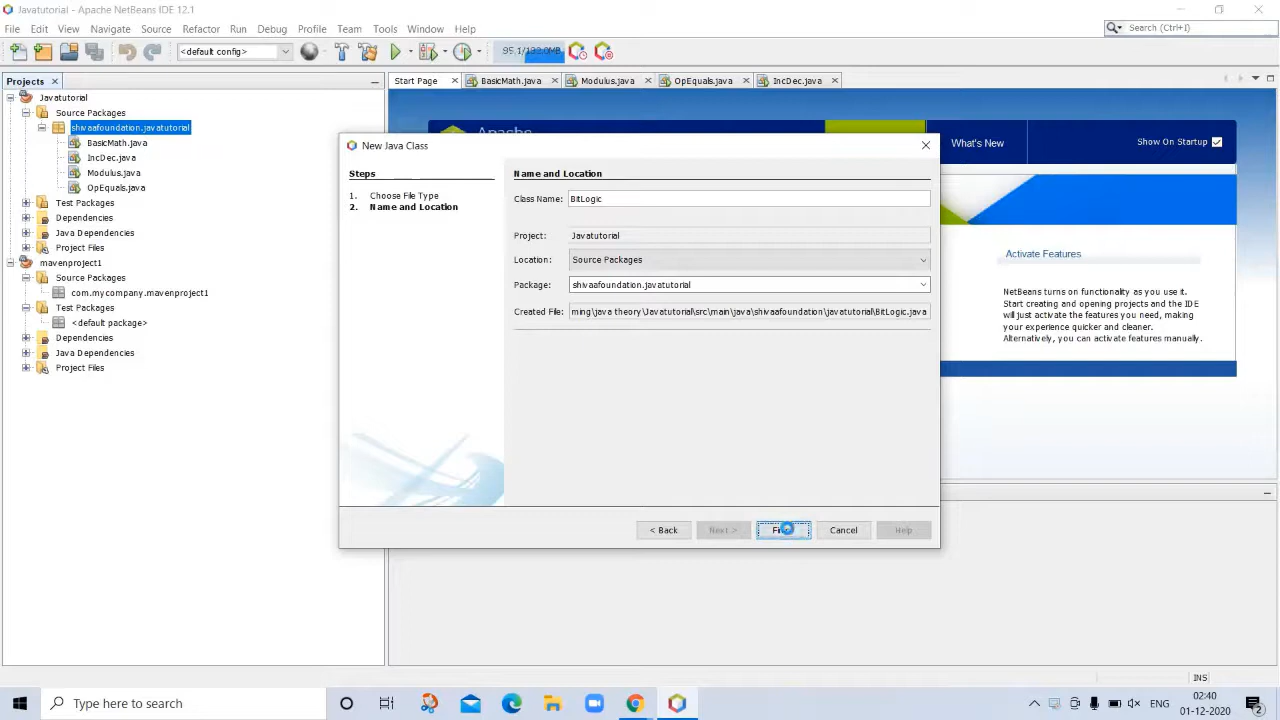 Javatutorial - Apache NetBeans IDE 12.1
File Edit View Navigate Source Refactor Run Debug Profile Team Tools Window Help
Search (Ctrl+I)
<default config>
Projects
Start Page BasicMath.java Modulus.java OpEquals.java IncDec.java
Javatutorial
Source Packages
shivaafoundation.javatutorial
BasicMath.java
IncDec.java
Modulus.java
OpEquals.java
Test Packages
Dependencies
Java Dependencies
Project Files
mavenproject1
Source Packages
com.mycompany.mavenproject1
Test Packages
<default package>
Dependencies
Java Dependencies
Project Files
Apache
What's New
Show On Startup
New Java Class
Steps
1. Choose File Type
2. Name and Location
Name and Location
Class Name: BitLogic
Project: Javatutorial
Location: Source Packages
Package: shivaafoundation.javatutorial
Created File: ming\java theory\Javatutorial\src\main\java\shivaafoundation\javatutorial\BitLogic.java
< Back Next > Cancel Help
Activate Features
NetBeans turns on functionality as you use it.
Start creating and opening projects and the IDE
will just activate the features you need, making
your experience quicker and cleaner.
Alternatively, you can activate features manually.
INS
Type here to search
ENG
02:40
01-12-2020
2